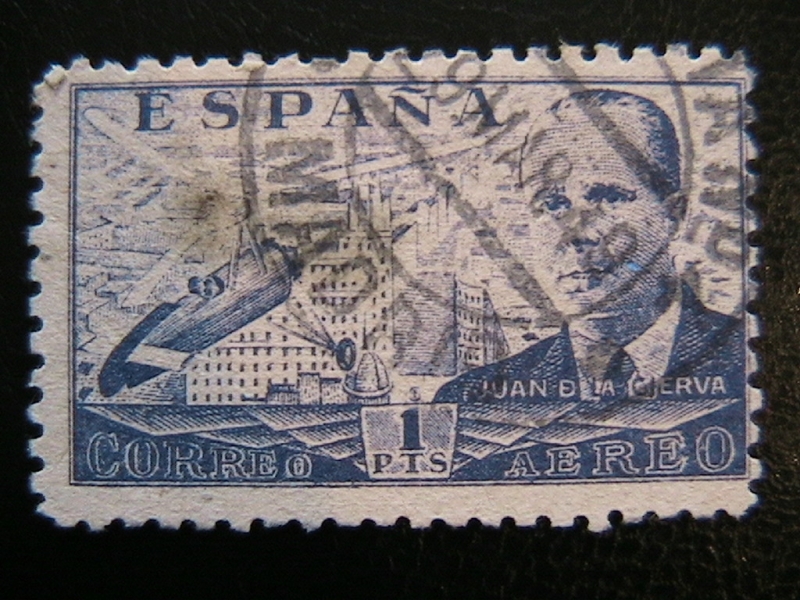 ESPAÑA
JUAN DE LA CIERVA
1
PTS
CORREO AEREO